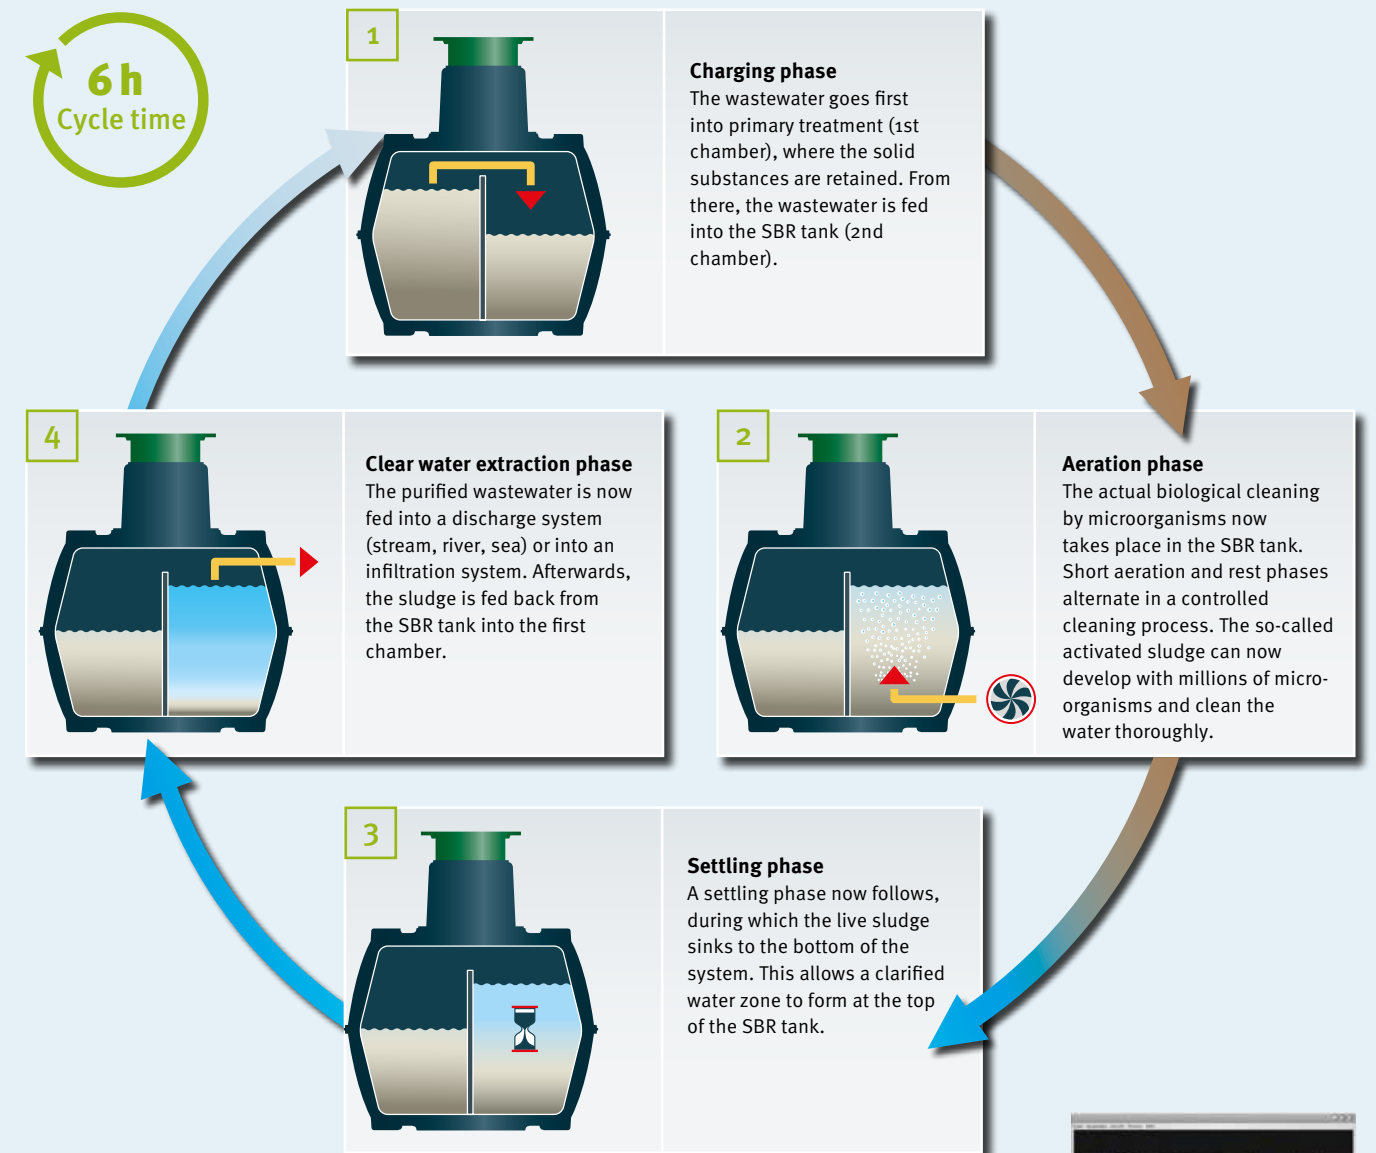 6 h
Cycle time
1
Charging phase
The wastewater goes first
into primary treatment (1st
chamber), where the solid
substances are retained. From
there, the wastewater is fed
into the SBR tank (2nd
chamber).
2
Aeration phase
The actual biological cleaning
by microorganisms now
takes place in the SBR tank.
Short aeration and rest phases
alternate in a controlled
cleaning process. The so-called
activated sludge can now
develop with millions of micro-
organisms and clean the
water thoroughly.
3
Settling phase
A settling phase now follows,
during which the live sludge
sinks to the bottom of the
system. This allows a clarified
water zone to form at the top
of the SBR tank.
4
Clear water extraction phase
The purified wastewater is now
fed into a discharge system
(stream, river, sea) or into an
infiltration system. Afterwards,
the sludge is fed back from
the SBR tank into the first
chamber.